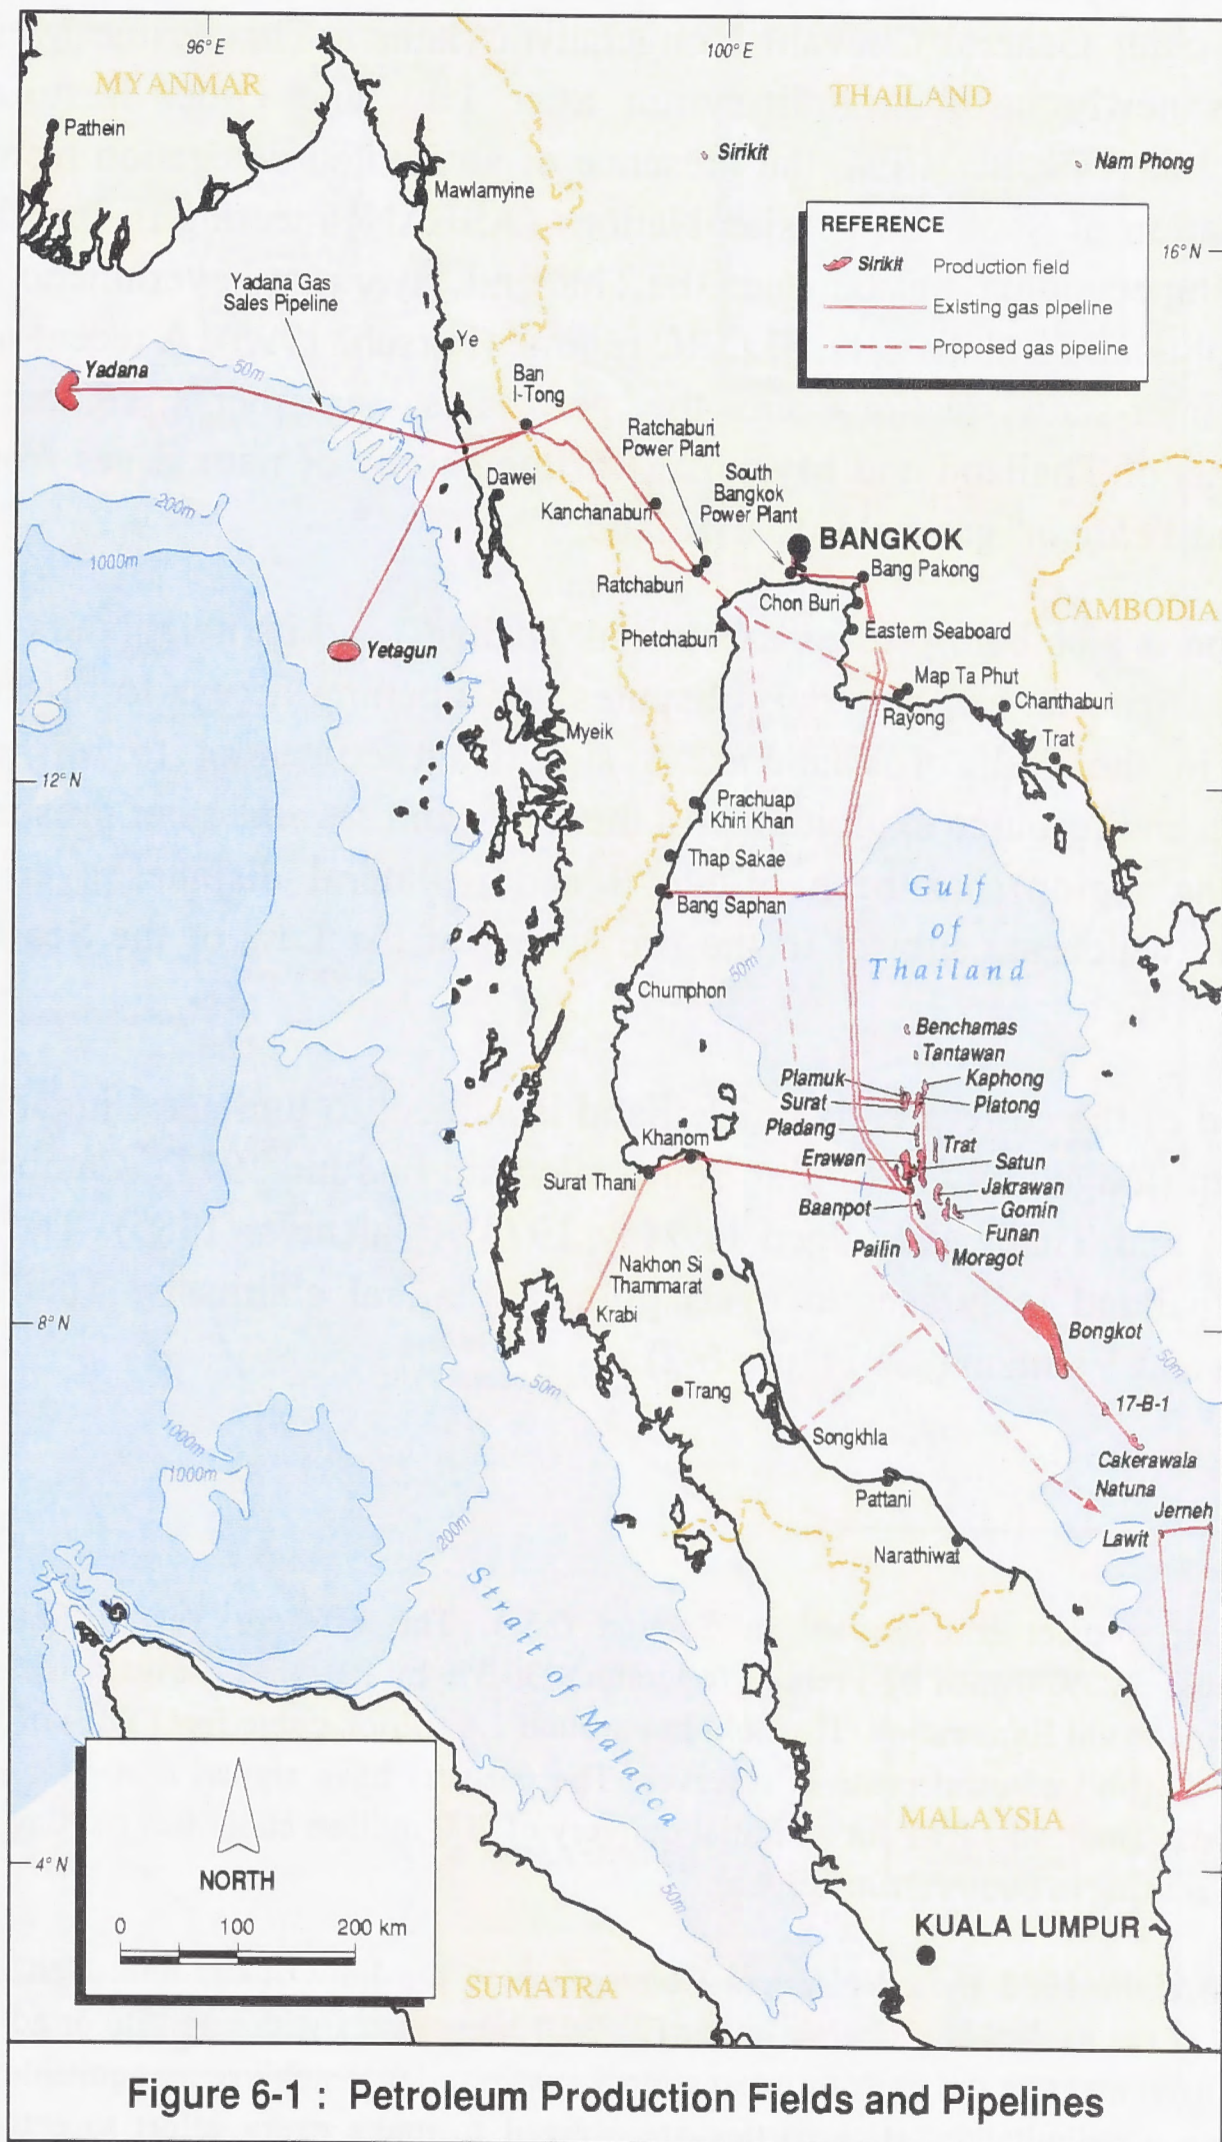 96° E
100° E
MYANMAR
THAILAND
Pathein
Sirikit
Nam Phong
Mawlamyine
REFERENCE
Sirikit Production field
Existing gas pipeline
Proposed gas pipeline
16° N
Yadana Gas
Sales Pipeline
Ye
Yadana
50m
Ban
I-Tong
Ratchaburi
Power Plant
South
Bangkok
Power Plant
Dawei
200m
Kanchanaburi
BANGKOK
1000m
Ratchaburi
Bang Pakong
Chon Buri
CAMBODIA
Phetchaburi
Eastern Seaboard
Yetagun
Map Ta Phut
Rayong
Chanthaburi
Myeik
Trat
12° N
Prachuap
Khiri Khan
Thap Sakae
Bang Saphan
Gulf
of
Thailand
50m
Chumphon
Benchamas
Tantawan
Plamuk
Kaphong
Surat
Platong
Pladang
Khanom
Trat
Erawan
Satun
Surat Thani
Jakrawan
Baanpot
Gomin
Funan
Pailin
Moragot
Nakhon Si
Thammarat
8° N
Krabi
Bongkot
50m
50m
Trang
17-B-1
1000m
1000m
Songkhla
Cakerawala
Natuna
Pattani
Jerneh
Lawit
200m
Narathiwat
Strait of Malacca
MALAYSIA
4° N
NORTH
0 100 200 km
50m
KUALA LUMPUR
SUMATRA
Figure 6-1 : Petroleum Production Fields and Pipelines